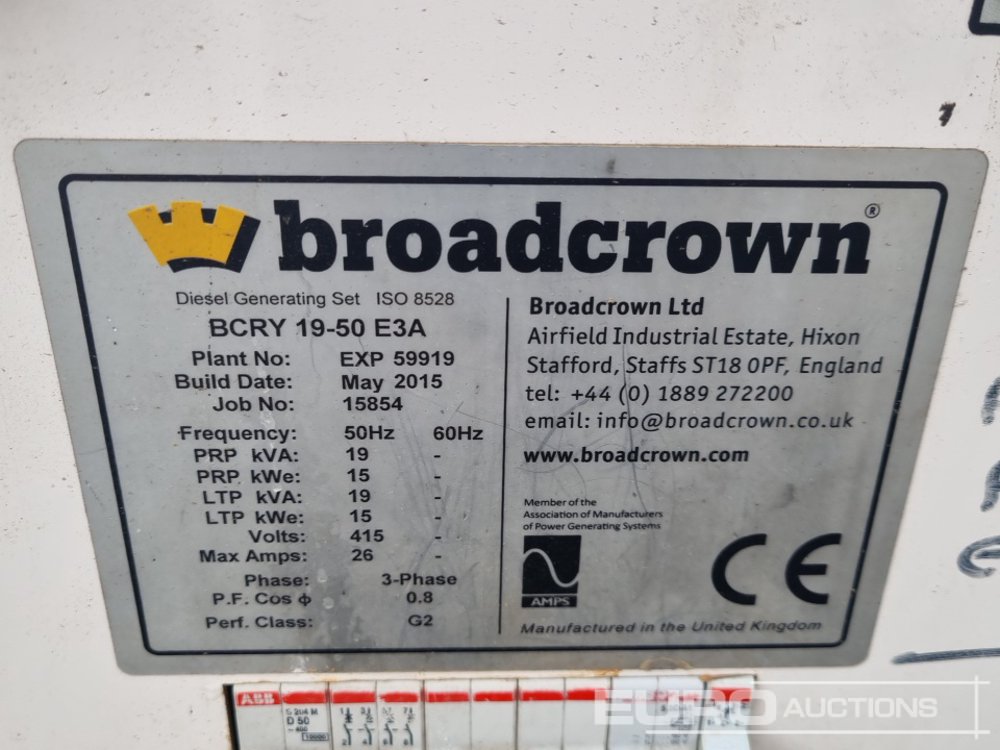 broadcrown®
Diesel Generating Set ISO 8528
BCRY 19-50 E3A
Plant No: EXP 59919
Build Date: May 2015
Job No: 15854
Frequency: 50Hz 60Hz
PRP kVA: 19 -
PRP kWe: 15 -
LTP kVA: 19 -
LTP kWe: 15 -
Volts: 415 -
Max Amps: 26 -
Phase: 3-Phase
P.F. Cos ϕ 0.8
Perf. Class: G2
Broadcrown Ltd
Airfield Industrial Estate, Hixon
Stafford, Staffs ST18 0PF, England
tel: +44 (0) 1889 272200
email: info@broadcrown.co.uk
www.broadcrown.com
Member of the
Association of Manufacturers
of Power Generating Systems
AMPS
CE
Manufactured in the United Kingdom
ABB
S 204 M
D 50
~ 400
10000
EURO AUCTIONS